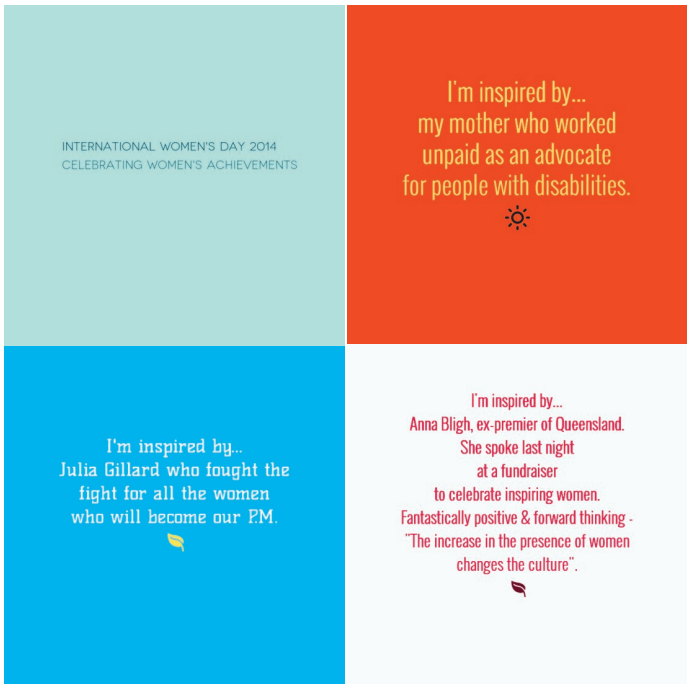 INTERNATIONAL WOMEN'S DAY 2014
CELEBRATING WOMEN'S ACHIEVEMENTS
I'm inspired by...
my mother who worked
unpaid as an advocate
for people with disabilities.
I'm inspired by...
Julia Gillard who fought the
fight for all the women
who will become our P.M.
I'm inspired by...
Anna Bligh, ex-premier of Queensland.
She spoke last night
at a fundraiser
to celebrate inspiring women.
Fantastically positive & forward thinking -
"The increase in the presence of women
changes the culture".